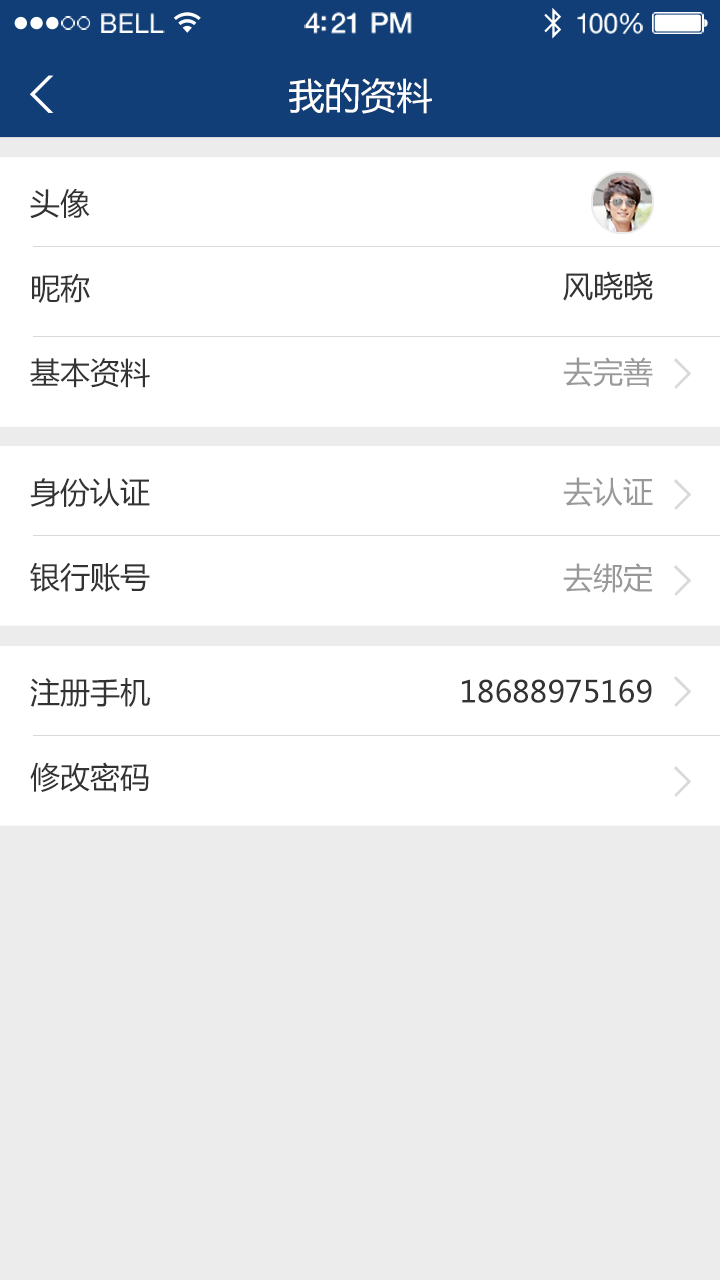 BELL 4:21 PM 100%
我的资料
头像
昵称 风晓晓
基本资料 去完善
身份认证 去认证
银行账号 去绑定
注册手机 18688975169
修改密码